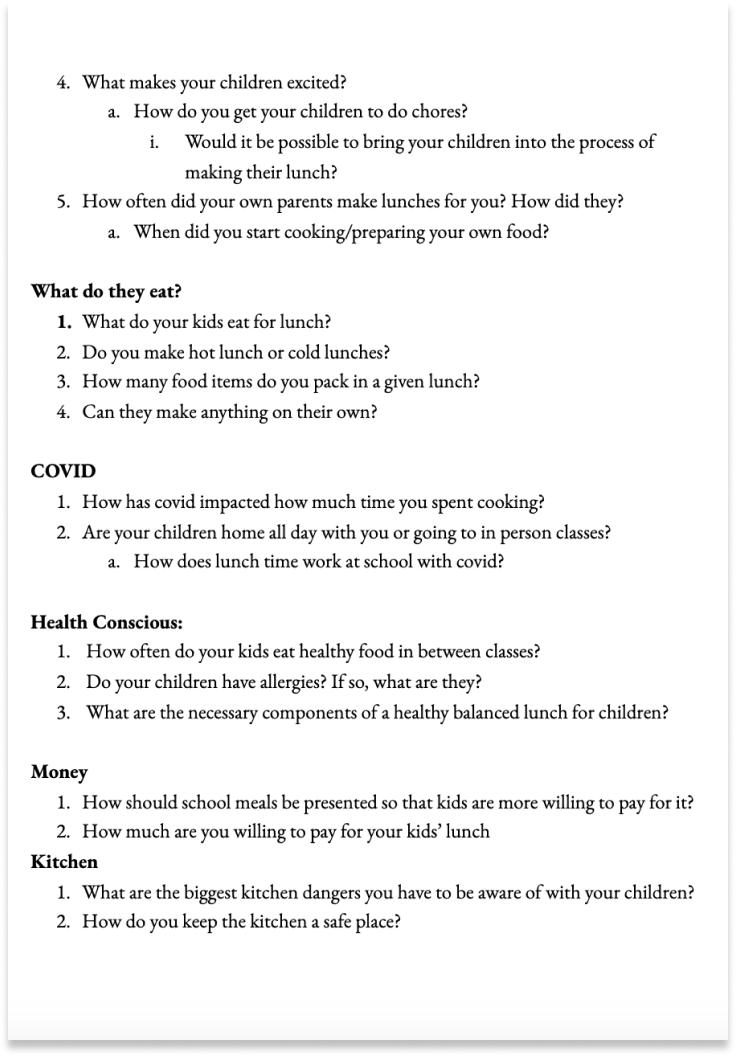 4. What makes your children excited?
a. How do you get your children to do chores?
i. Would it be possible to bring your children into the process of
making their lunch?
5. How often did your own parents make lunches for you? How did they?
a. When did you start cooking/preparing your own food?
What do they eat?
1. What do your kids eat for lunch?
2. Do you make hot lunch or cold lunches?
3. How many food items do you pack in a given lunch?
4. Can they make anything on their own?
COVID
1. How has covid impacted how much time you spent cooking?
2. Are your children home all day with you or going to in person classes?
a. How does lunch time work at school with covid?
Health Conscious:
1. How often do your kids eat healthy food in between classes?
2. Do your children have allergies? If so, what are they?
3. What are the necessary components of a healthy balanced lunch for children?
Money
1. How should school meals be presented so that kids are more willing to pay for it?
2. How much are you willing to pay for your kids’ lunch
Kitchen
1. What are the biggest kitchen dangers you have to be aware of with your children?
2. How do you keep the kitchen a safe place?